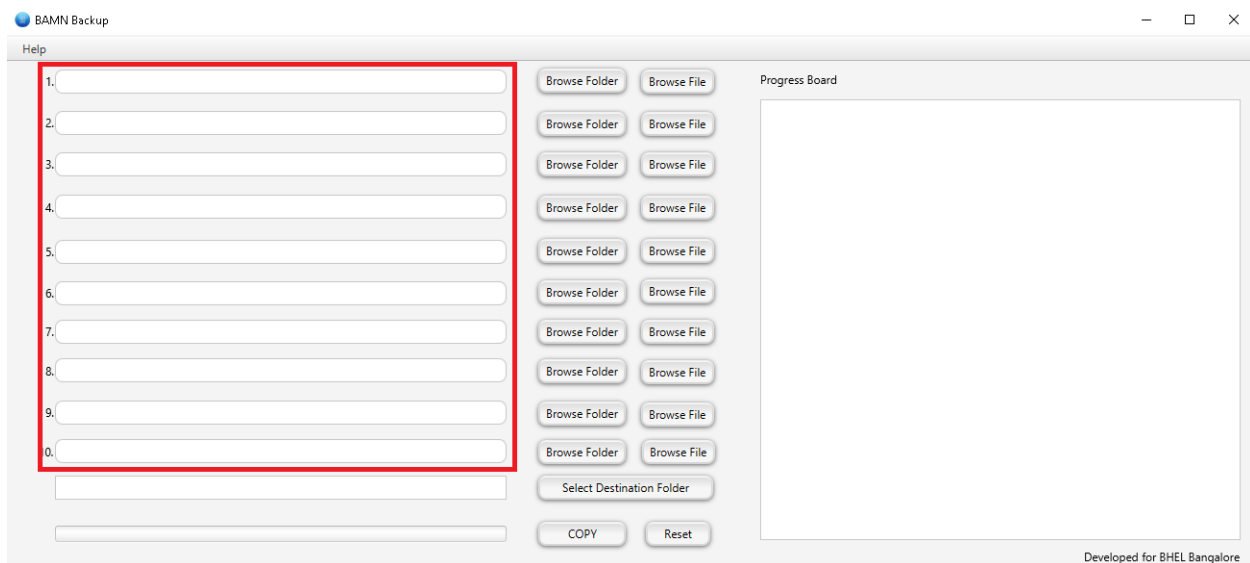 BAMN Backup
Help
1. Browse Folder Browse File Progress Board
2. Browse Folder Browse File
3. Browse Folder Browse File
4. Browse Folder Browse File
5. Browse Folder Browse File
6. Browse Folder Browse File
7. Browse Folder Browse File
8. Browse Folder Browse File
9. Browse Folder Browse File
10. Browse Folder Browse File
Select Destination Folder
COPY Reset
Developed for BHEL Bangalore